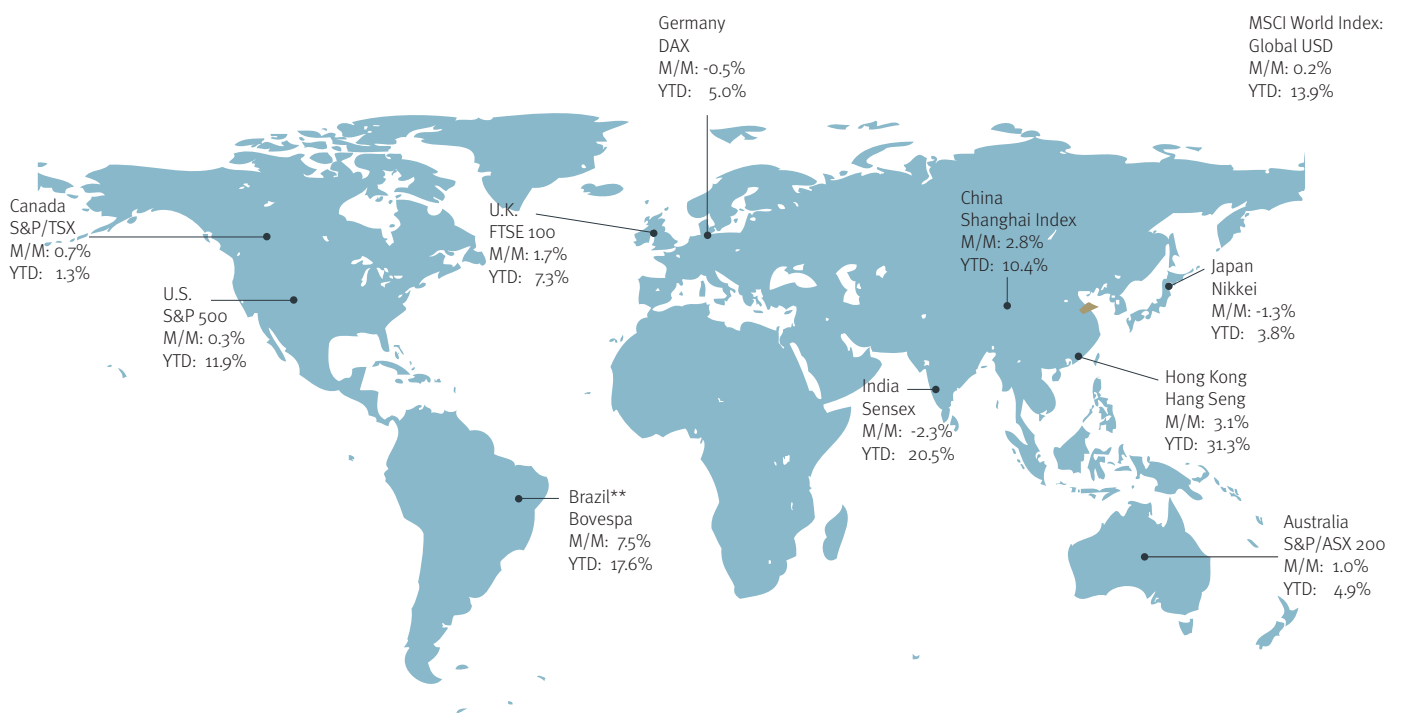 Germany
DAX
M/M: -0.5%
YTD: 5.0%
MSCI World Index:
Global USD
M/M: 0.2%
YTD: 13.9%
Canada
S&P/TSX
M/M: 0.7%
YTD: 1.3%
U.K.
FTSE 100
M/M: 1.7%
YTD: 7.3%
China
Shanghai Index
M/M: 2.8%
YTD: 10.4%
Japan
Nikkei
M/M: -1.3%
YTD: 3.8%
U.S.
S&P 500
M/M: 0.3%
YTD: 11.9%
Hong Kong
Hang Seng
M/M: 3.1%
YTD: 31.3%
India
Sensex
M/M: -2.3%
YTD: 20.5%
Brazil**
Bovespa
M/M: 7.5%
YTD: 17.6%
Australia
S&P/ASX 200
M/M: 1.0%
YTD: 4.9%